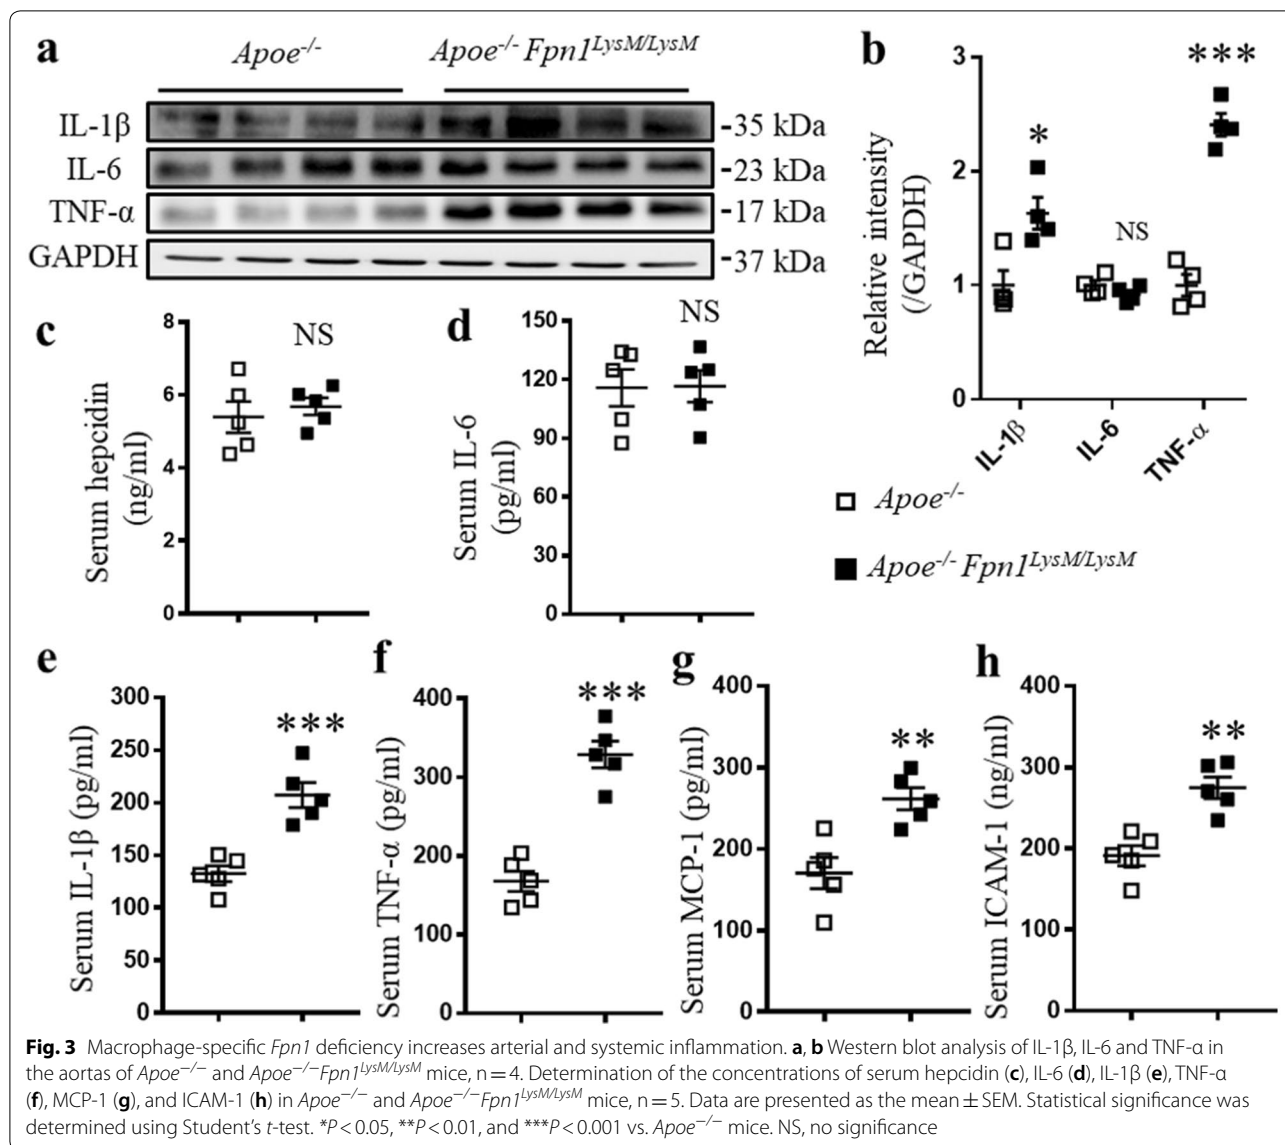 a
Apoe-/-
Apoe-/- Fpn1LysM/LysM
IL-1β
-35 kDa
IL-6
-23 kDa
TNF-α
-17 kDa
GAPDH
-37 kDa
b
Relative intensity
(/GAPDH)
3
2
1
0
*
NS
***
IL-1β
IL-6
TNF-α
Apoe-/-
Apoe-/- Fpn1LysM/LysM
c
Serum hepcidin
(ng/ml)
8
6
4
2
0
NS
d
Serum IL-6
(pg/ml)
150
120
90
60
30
0
NS
e
Serum IL-1β (pg/ml)
300
250
200
150
100
50
0
***
f
Serum TNF-α (pg/ml)
400
300
200
100
0
***
g
Serum MCP-1 (pg/ml)
400
300
200
100
0
**
h
Serum ICAM-1 (ng/ml)
400
300
200
100
0
**
Fig. 3 Macrophage-specific Fpn1 deficiency increases arterial and systemic inflammation. a, b Western blot analysis of IL-1β, IL-6 and TNF-α in
the aortas of Apoe−/− and Apoe−/−Fpn1LysM/LysM mice, n = 4. Determination of the concentrations of serum hepcidin (c), IL-6 (d), IL-1β (e), TNF-α
(f), MCP-1 (g), and ICAM-1 (h) in Apoe−/− and Apoe−/−Fpn1LysM/LysM mice, n = 5. Data are presented as the mean ± SEM. Statistical significance was
determined using Student's t-test. *P < 0.05, **P < 0.01, and ***P < 0.001 vs. Apoe−/− mice. NS, no significance